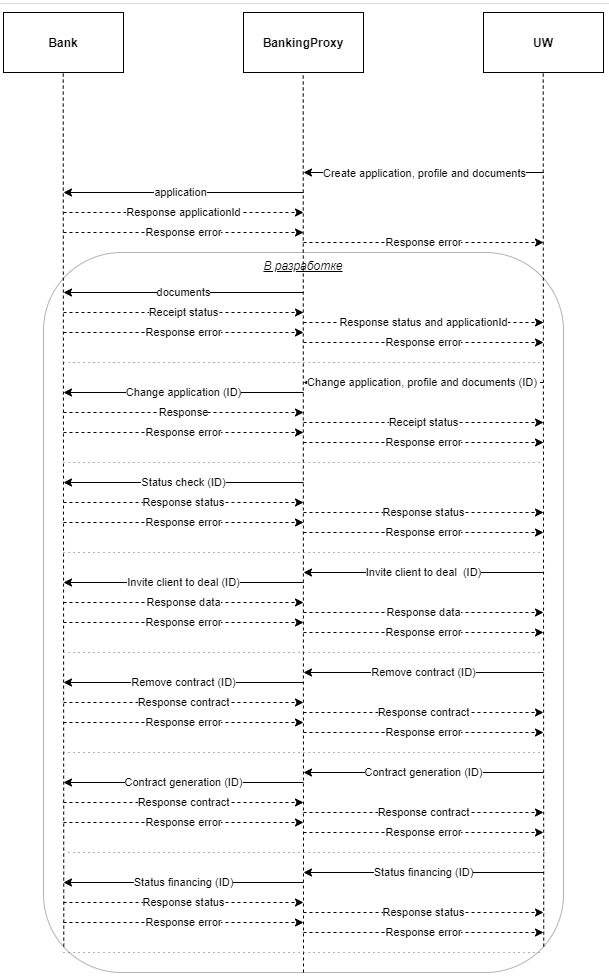 Bank
BankingProxy
UW
Create application, profile and documents
application
Response applicationId
Response error
Response error
В разработке
documents
Receipt status
Response status and applicationId
Response error
Response error
Change application, profile and documents (ID)
Change application (ID)
Response
Receipt status
Response error
Response error
Status check (ID)
Response status
Response status
Response error
Response error
Invite client to deal  (ID)
Invite client to deal (ID)
Response data
Response data
Response error
Response error
Remove contract (ID)
Remove contract (ID)
Response contract
Response contract
Response error
Response error
Contract generation (ID)
Contract generation (ID)
Response contract
Response contract
Response error
Response error
Status financing (ID)
Status financing (ID)
Response status
Response status
Response error
Response error